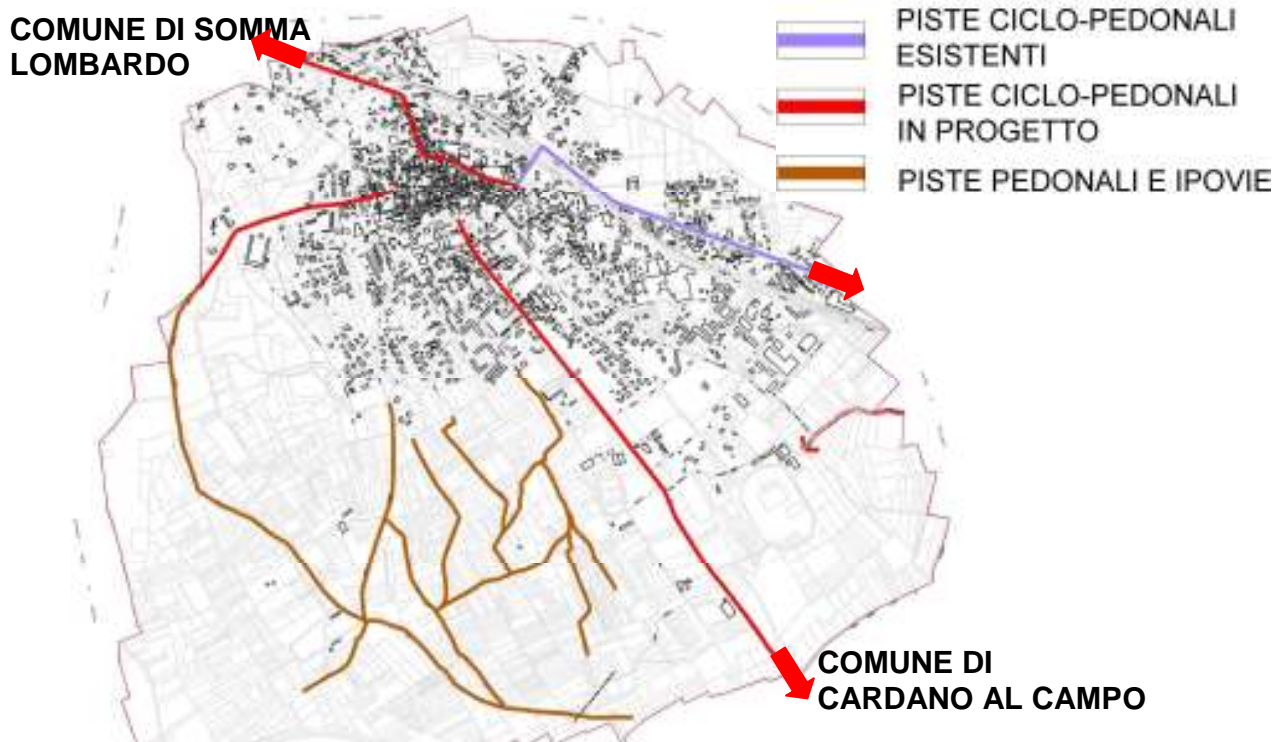 COMUNE DI SOMMA
LOMBARDO
PISTE CICLO-PEDONALI
ESISTENTI
PISTE CICLO-PEDONALI
IN PROGETTO
PISTE PEDONALI E IPOVIE
COMUNE DI
CARDANO AL CAMPO